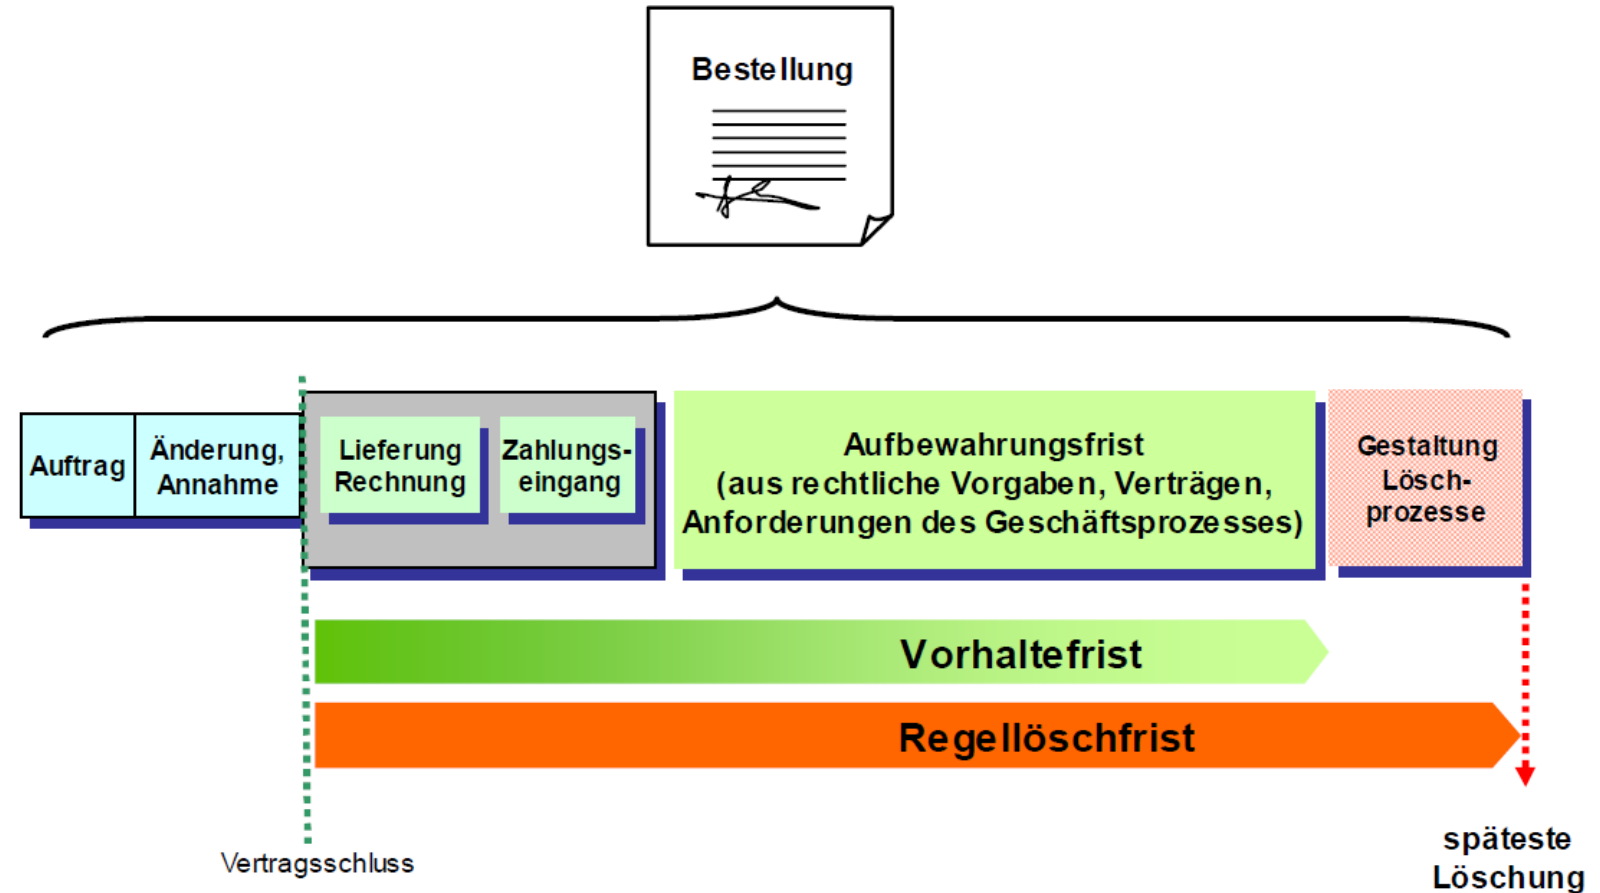 Bestellung
Auftrag
Änderung,
Annahme
Lieferung
Rechnung
Zahlungs-
eingang
Aufbewahrungsfrist
(aus rechtliche Vorgaben, Verträgen,
Anforderungen des Geschäftsprozesses)
Gestaltung
Lösch-
prozesse
Vorhaltefrist
Regellöschfrist
Vertragsschluss
späteste
Löschung